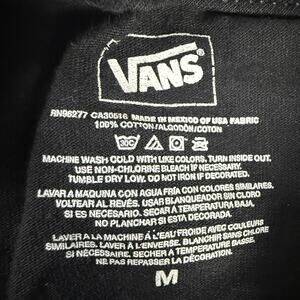 VANS
RN96277 CA30516 MADE IN MEXICO OF USA FABRIC
100% COTTON/ALGODÓN/COTON
30C
MACHINE WASH COLD WITH LIKE COLORS. TURN INSIDE OUT.
USE NON-CHLORINE BLEACH IF NECESSARY.
TUMBLE DRY LOW. DO NOT IRON IF DECORATED.
LAVAR A MAQUINA CON AGUA FRÍA CON COLORES SIMILARES.
VOLTEAR AL REVÉS. USAR BLANQUEADOR SIN CLORO
SI ES NECESARIO. SECAR A TEMPERATURA BAJA.
NO PLANCHAR SI ESTÁ DECORADA.
LAVER À LA MACHINE À L'EAU FROIDE AVEC COULEURS
SIMILAIRES. LAVER À L'ENVERSE. BLANCHIR SANS CHLORE
SI NÉCESSAIRE. SÉCHER A TEMPERATURE BASSE.
NE PAS REPASSER LA DÉCORATION.
M